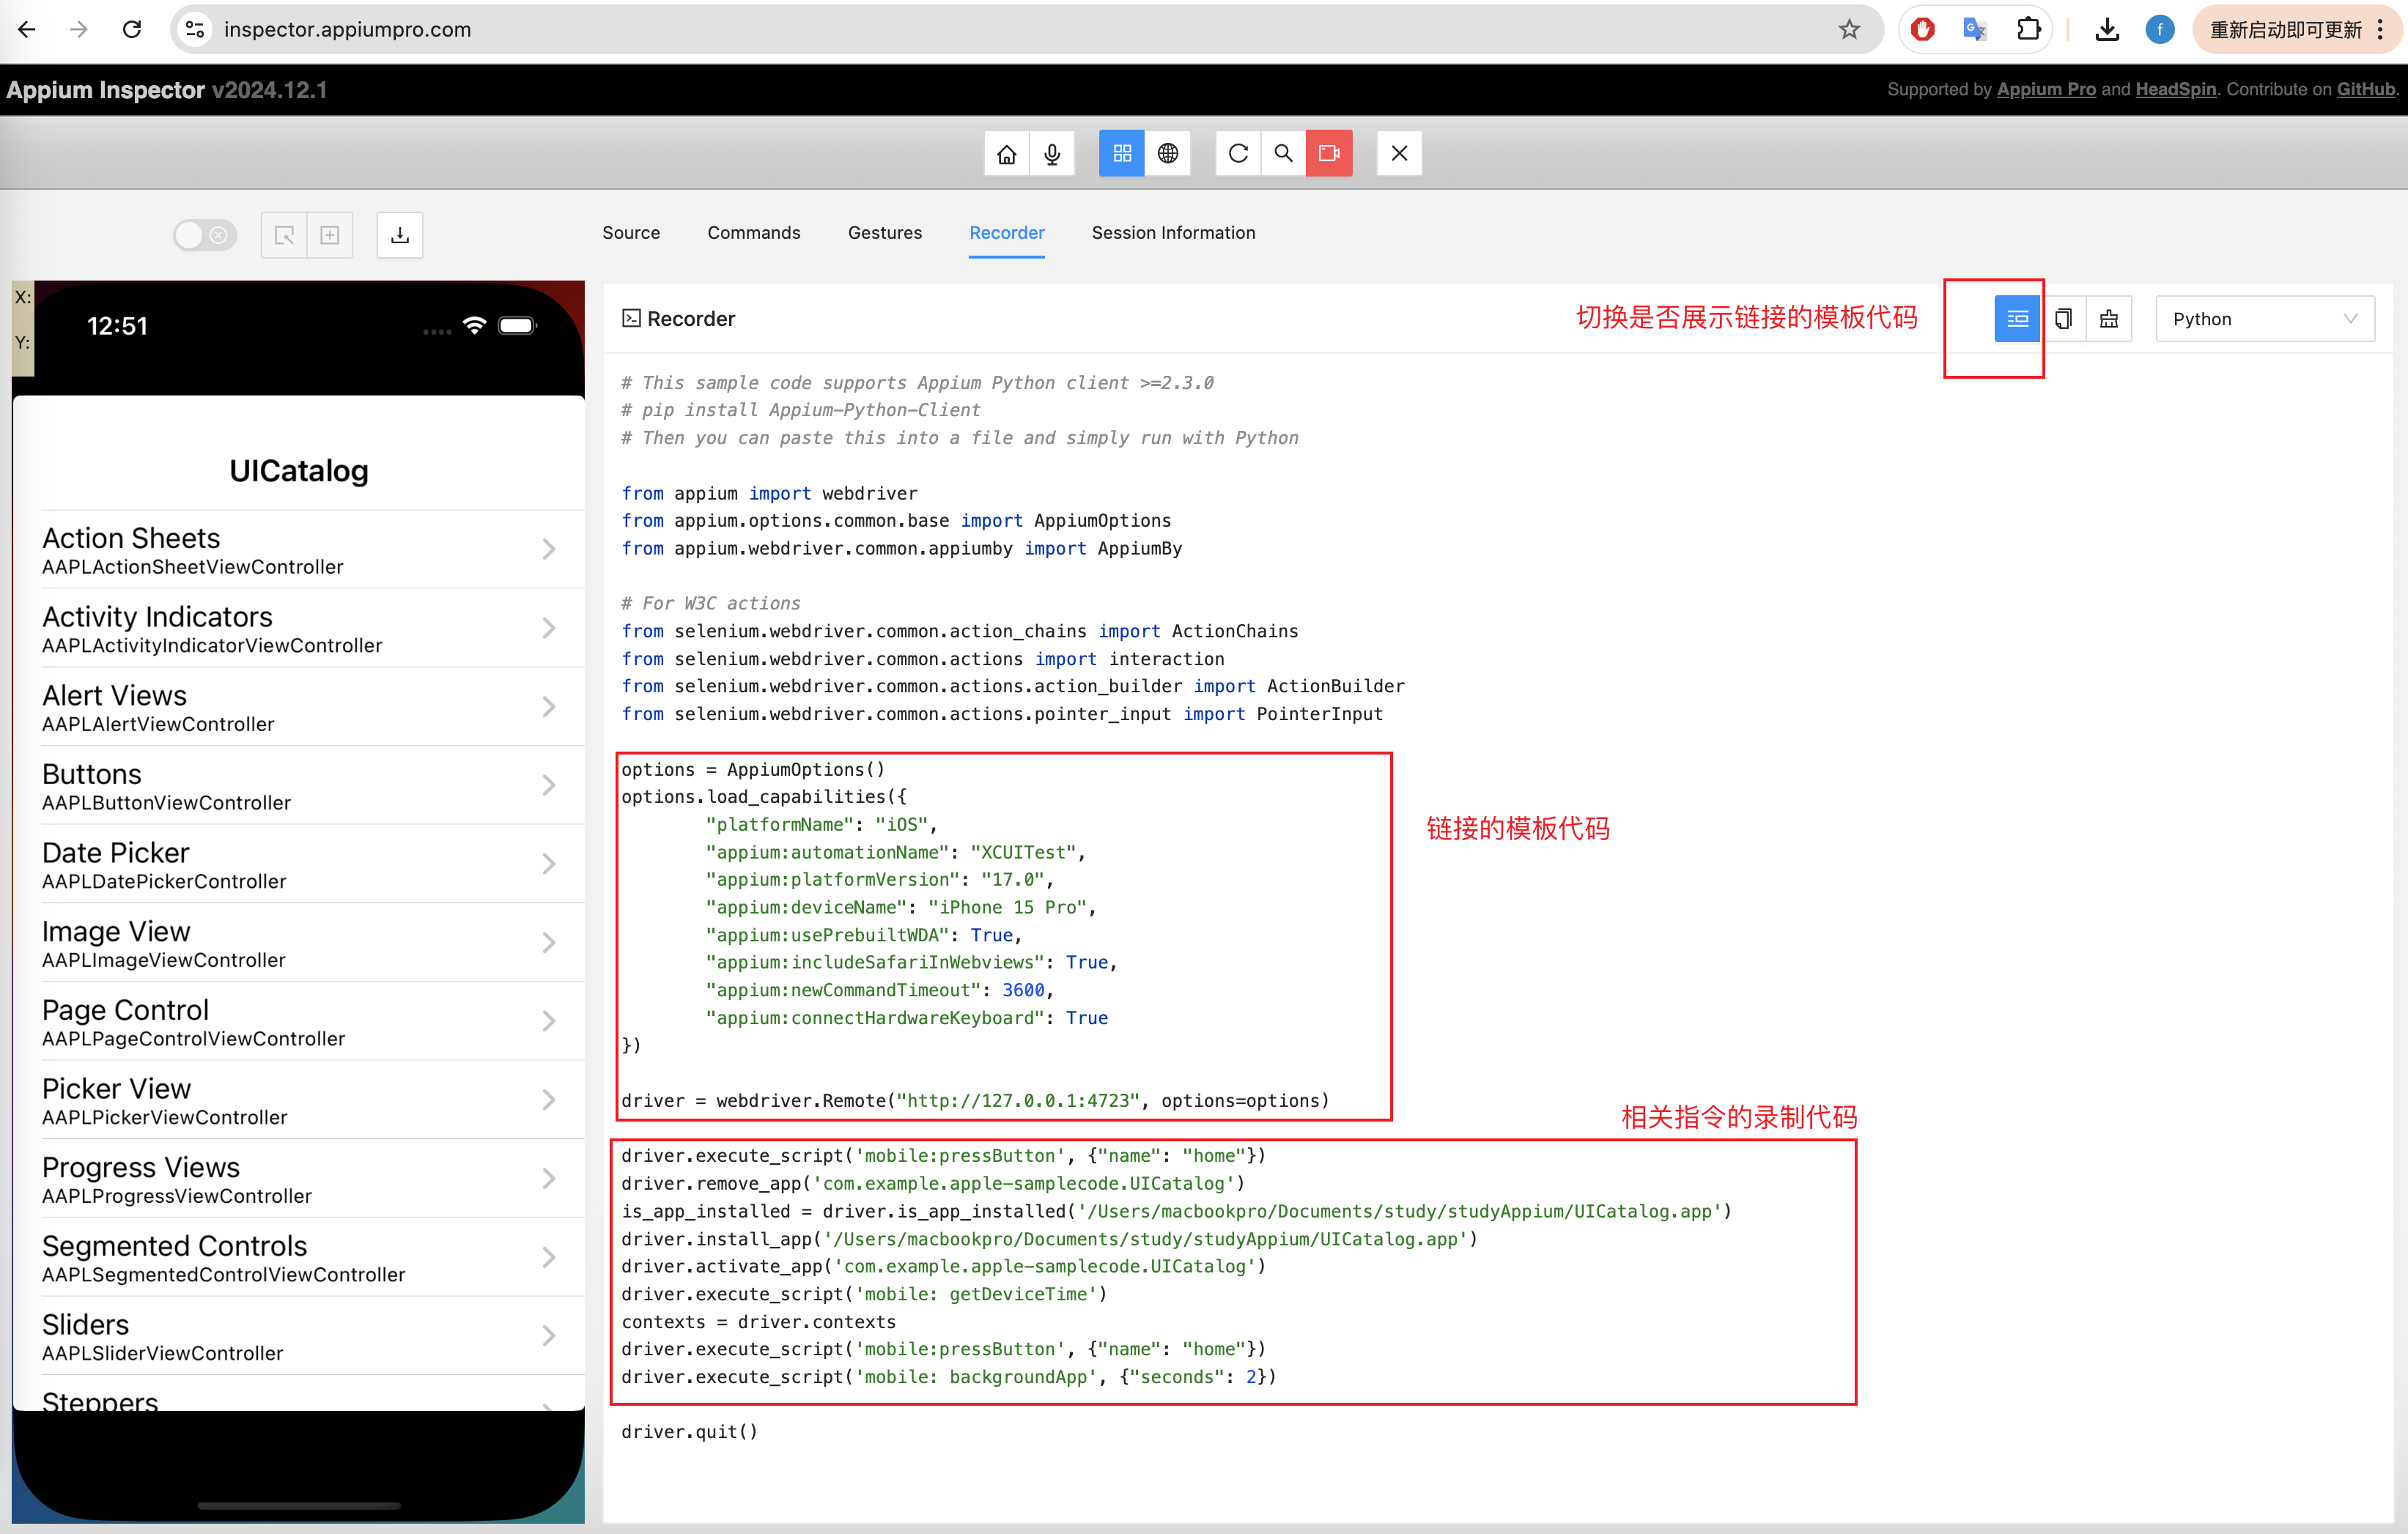 inspector.appiumpro.com
f
重新启动即可更新
Appium Inspector v2024.12.1
Supported by Appium Pro and HeadSpin. Contribute on GitHub.
Source
Commands
Gestures
Recorder
Session Information
X:
Y:
12:51
UICatalog
Action Sheets
AAPLActionSheetViewController
Activity Indicators
AAPLActivityIndicatorViewController
Alert Views
AAPLAlertViewController
Buttons
AAPLButtonViewController
Date Picker
AAPLDatePickerController
Image View
AAPLImageViewController
Page Control
AAPLPageControlViewController
Picker View
AAPLPickerViewController
Progress Views
AAPLProgressViewController
Segmented Controls
AAPLSegmentedControlViewController
Sliders
AAPLSliderViewController
Steppers
Recorder
切换是否展示链接的模板代码
Python
# This sample code supports Appium Python client >=2.3.0
# pip install Appium-Python-Client
# Then you can paste this into a file and simply run with Python
from appium import webdriver
from appium.options.common.base import AppiumOptions
from appium.webdriver.common.appiumby import AppiumBy
# For W3C actions
from selenium.webdriver.common.action_chains import ActionChains
from selenium.webdriver.common.actions import interaction
from selenium.webdriver.common.actions.action_builder import ActionBuilder
from selenium.webdriver.common.actions.pointer_input import PointerInput
options = AppiumOptions()
options.load_capabilities({
"platformName": "iOS",
"appium:automationName": "XCUITest",
"appium:platformVersion": "17.0",
"appium:deviceName": "iPhone 15 Pro",
"appium:usePrebuiltWDA": True,
"appium:includeSafariInWebviews": True,
"appium:newCommandTimeout": 3600,
"appium:connectHardwareKeyboard": True
})
driver = webdriver.Remote("http://127.0.0.1:4723", options=options)
链接的模板代码
相关指令的录制代码
driver.execute_script('mobile:pressButton', {"name": "home"})
driver.remove_app('com.example.apple-samplecode.UICatalog')
is_app_installed = driver.is_app_installed('/Users/macbookpro/Documents/study/studyAppium/UICatalog.app')
driver.install_app('/Users/macbookpro/Documents/study/studyAppium/UICatalog.app')
driver.activate_app('com.example.apple-samplecode.UICatalog')
driver.execute_script('mobile: getDeviceTime')
contexts = driver.contexts
driver.execute_script('mobile:pressButton', {"name": "home"})
driver.execute_script('mobile: backgroundApp', {"seconds": 2})
driver.quit()